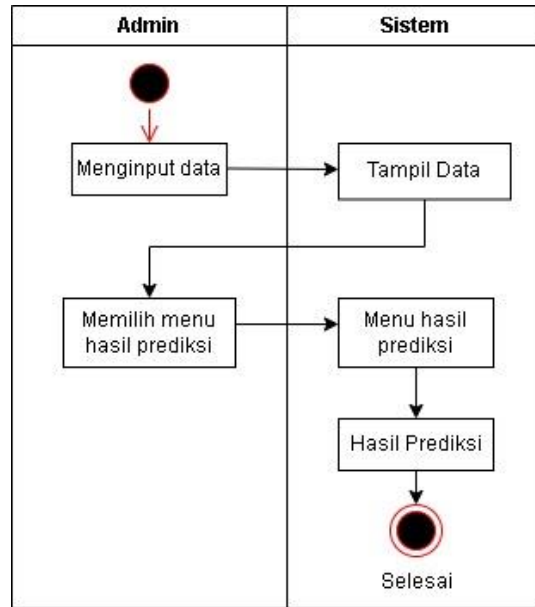 Admin
Sistem
Menginput data
Tampil Data
Memilih menu
hasil prediksi
Menu hasil
prediksi
Hasil Prediksi
Selesai